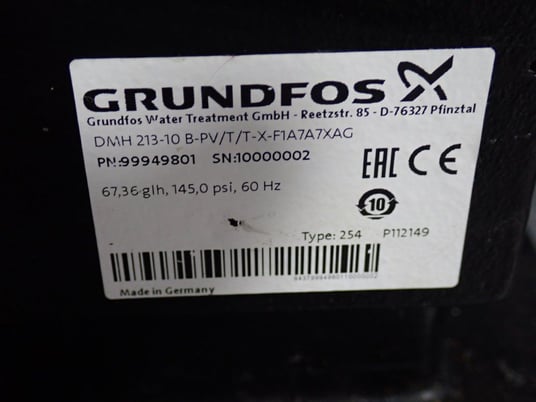 GRUNDFOS
Grundfos Water Treatment GmbH - Reetzstr. 85 - D-76327 Pfinztal
DMH 213-10 B-PV/T/T-X-F1A7A7XAG
PN:99949801 SN:10000002
EAC CE
67,36 glh, 145,0 psi, 60 Hz
10
Type: 254 P112149
Made in Germany